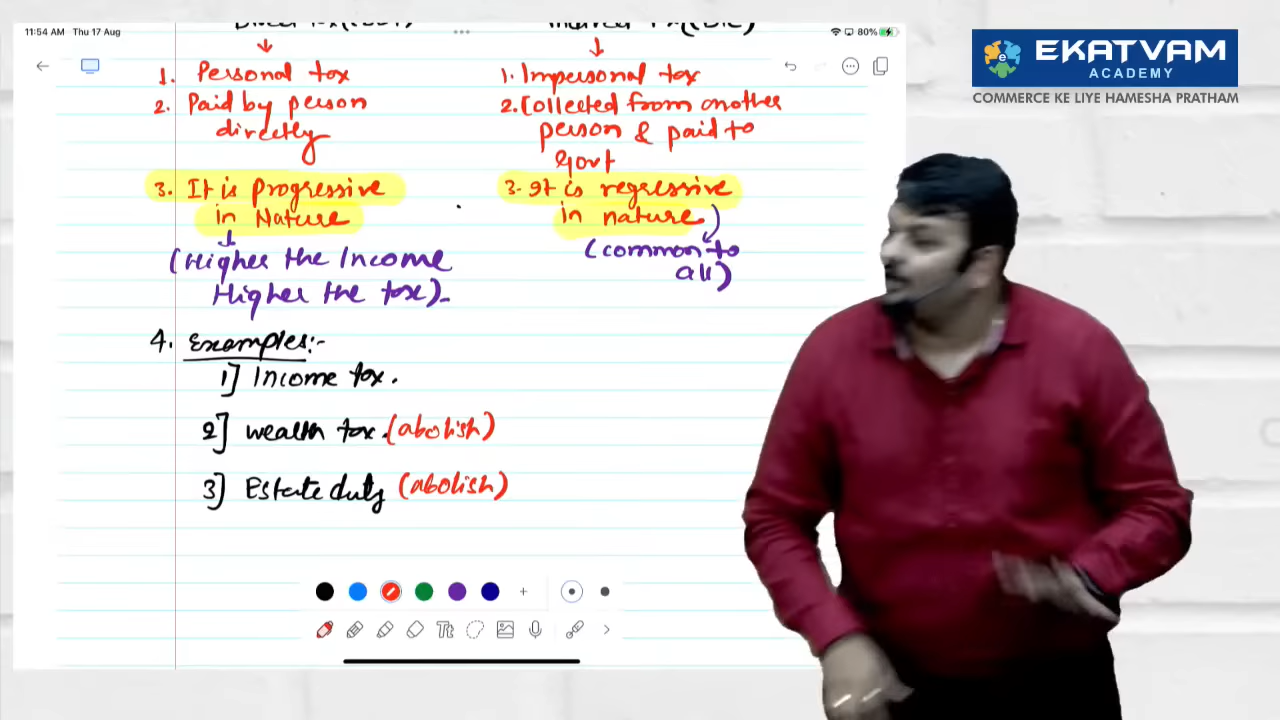 11:54 AM Thu 17 Aug
80%
EKATVAM
ACADEMY
COMMERCE KE LIYE HAMESHA PRATHAM
1. Personal tax
2. Paid by person
directly
3. It is progressive
in Nature
(Higher the Income
Higher the tax).
1. Impersonal tax
2. Collected from another
person & paid to
govt
3. It is regressive
in nature
(common to
all)
4. Examples:-
1] Income tax.
2] wealth tax. (abolish)
3] Estate duty (abolish)
Tt